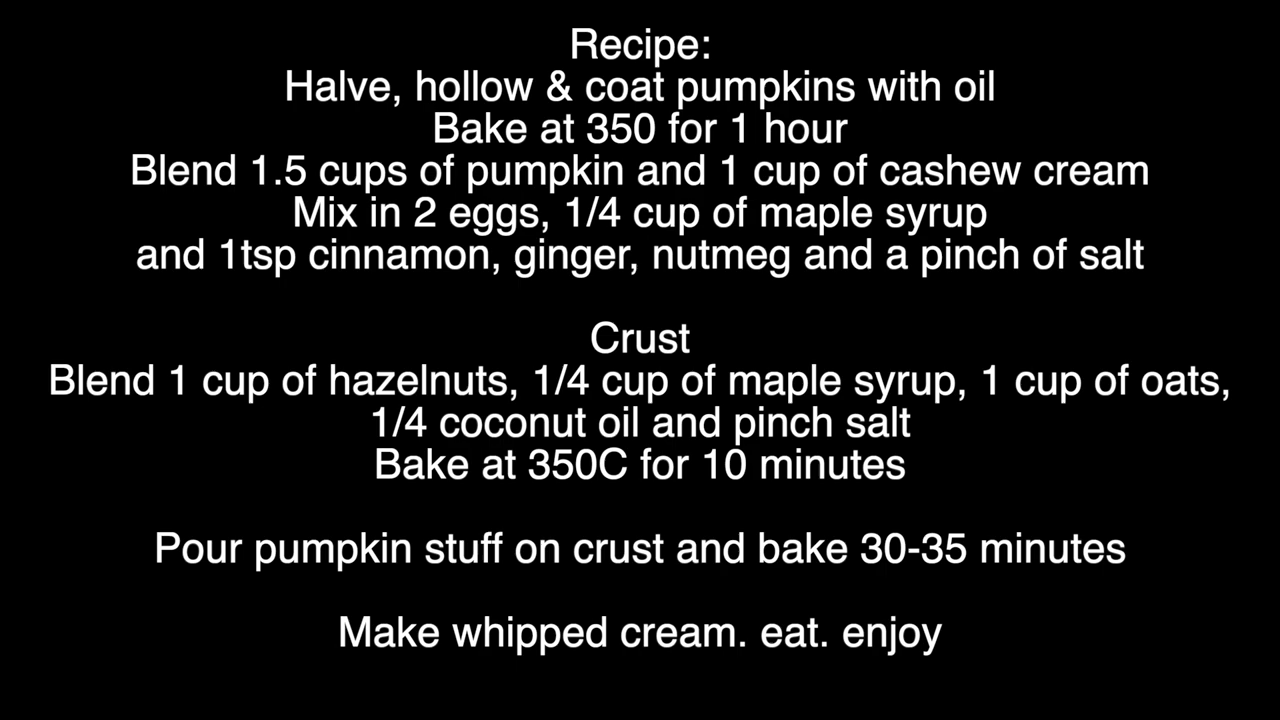 Recipe:
Halve, hollow & coat pumpkins with oil
Bake at 350 for 1 hour
Blend 1.5 cups of pumpkin and 1 cup of cashew cream
Mix in 2 eggs, 1/4 cup of maple syrup
and 1tsp cinnamon, ginger, nutmeg and a pinch of salt
Crust
Blend 1 cup of hazelnuts, 1/4 cup of maple syrup, 1 cup of oats,
1/4 coconut oil and pinch salt
Bake at 350C for 10 minutes
Pour pumpkin stuff on crust and bake 30-35 minutes
Make whipped cream. eat. enjoy